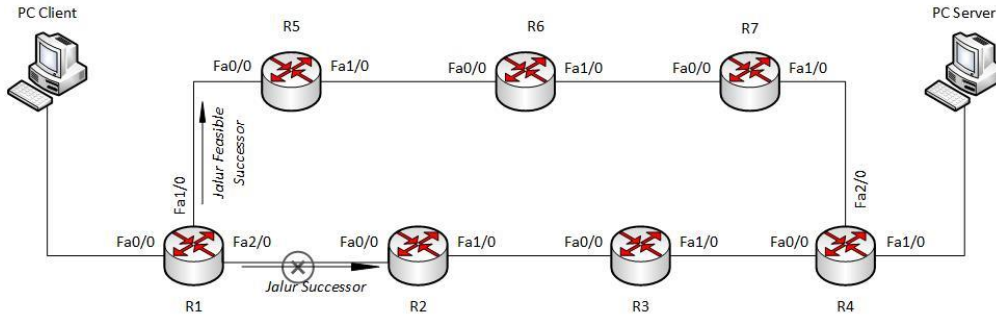 PC Client
PC Server
R5
R6
R7
Fa0/0
Fa1/0
Fa0/0
Fa1/0
Fa0/0
Fa1/0
Jalur Feasible
Successor
Fa1/0
Fa2/0
Fa0/0
Fa2/0
Fa0/0
Fa1/0
Fa0/0
Fa1/0
Fa0/0
Fa1/0
Jalur Successor
R1
R2
R3
R4